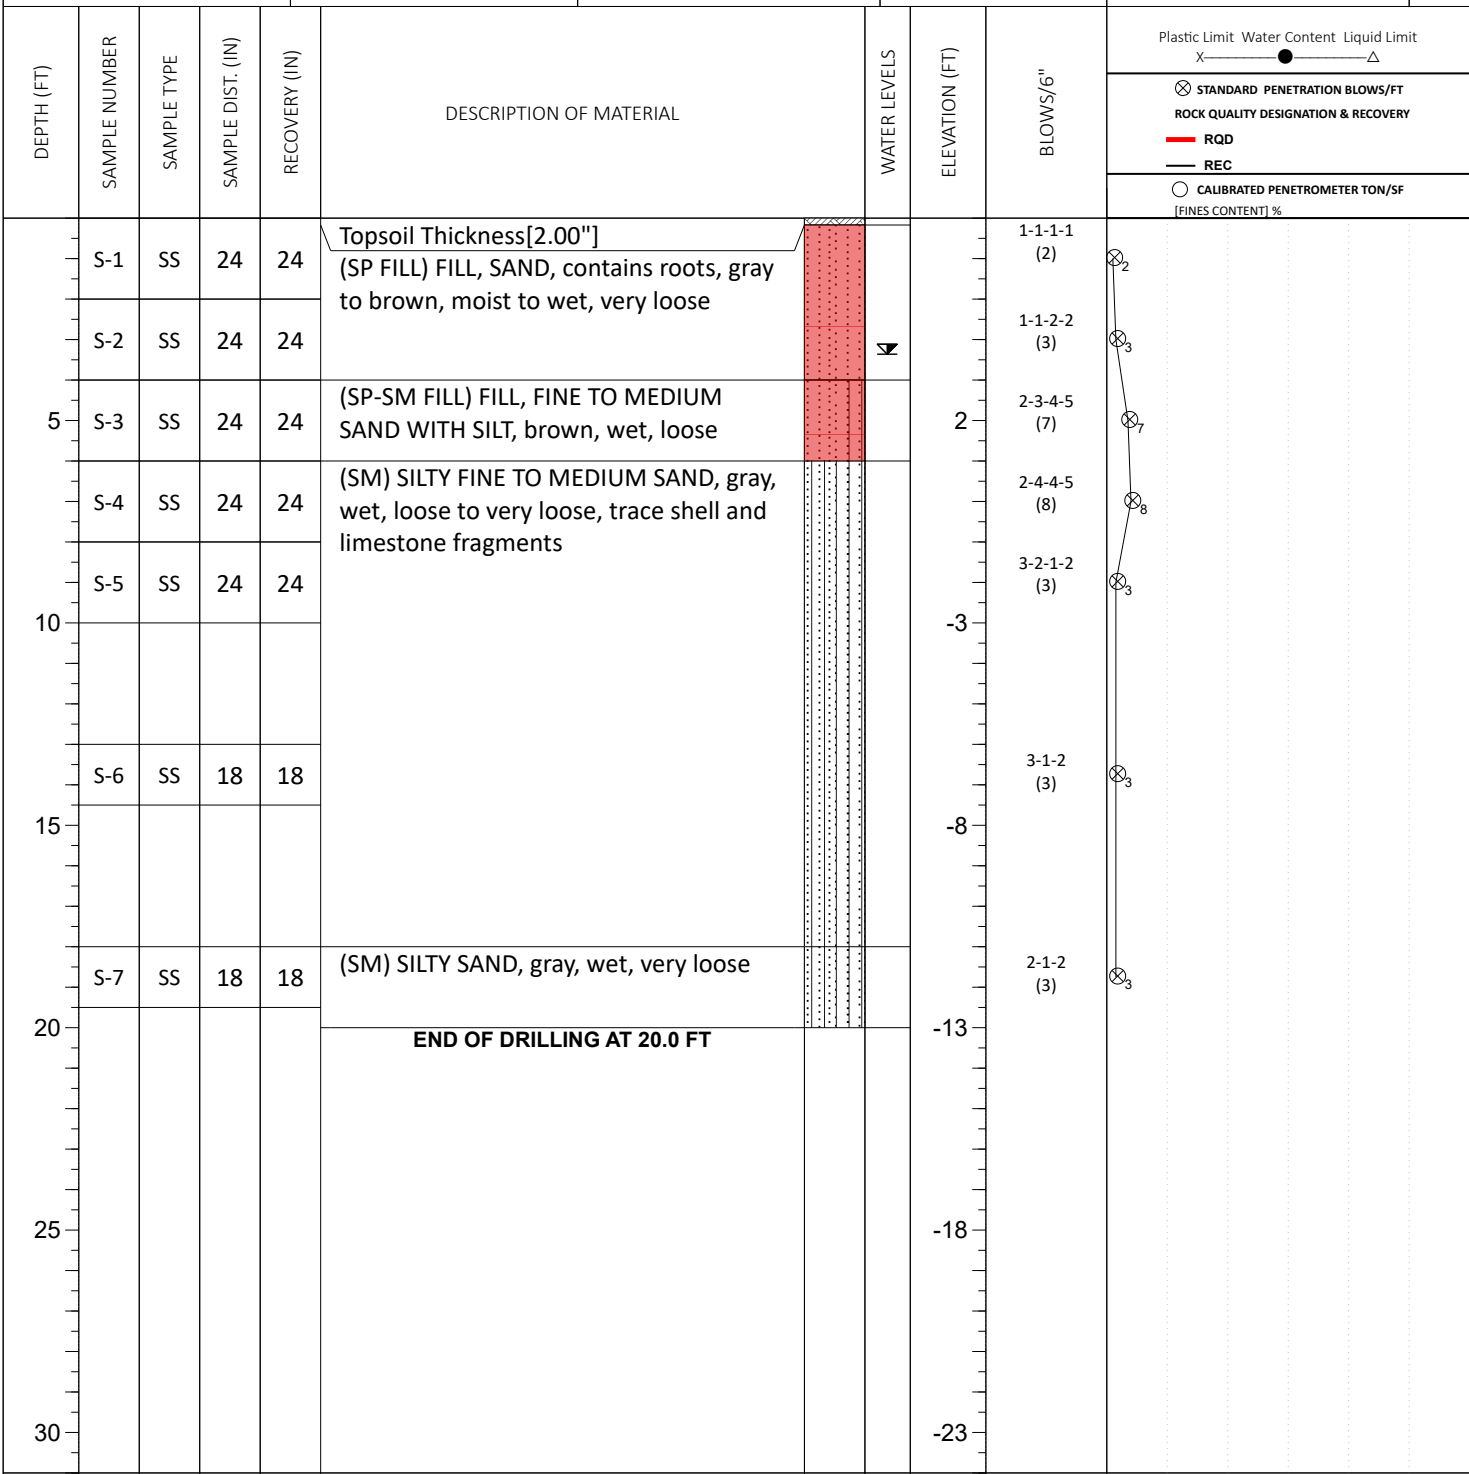 DEPTH (FT)
SAMPLE NUMBER
SAMPLE TYPE
SAMPLE DIST. (IN)
RECOVERY (IN)
DESCRIPTION OF MATERIAL
WATER LEVELS
ELEVATION (FT)
BLOWS/6"
Plastic Limit Water Content Liquid Limit
X
STANDARD PENETRATION BLOWS/FT
ROCK QUALITY DESIGNATION & RECOVERY
RQD
REC
CALIBRATED PENETROMETER TON/SF
[FINES CONTENT] %
Topsoil Thickness[2.00"]
S-1 SS 24 24
(SP FILL) FILL, SAND, contains roots, gray
to brown, moist to wet, very loose
1-1-1-1
(2)
2
S-2 SS 24 24
1-1-2-2
(3)
3
5
S-3 SS 24 24
(SP-SM FILL) FILL, FINE TO MEDIUM
SAND WITH SILT, brown, wet, loose
2
2-3-4-5
(7)
7
S-4 SS 24 24
(SM) SILTY FINE TO MEDIUM SAND, gray,
wet, loose to very loose, trace shell and
limestone fragments
2-4-4-5
(8)
8
S-5 SS 24 24
3-2-1-2
(3)
3
10
-3
S-6 SS 18 18
3-1-2
(3)
3
15
-8
S-7 SS 18 18
(SM) SILTY SAND, gray, wet, very loose
2-1-2
(3)
3
20
END OF DRILLING AT 20.0 FT
-13
25
-18
30
-23